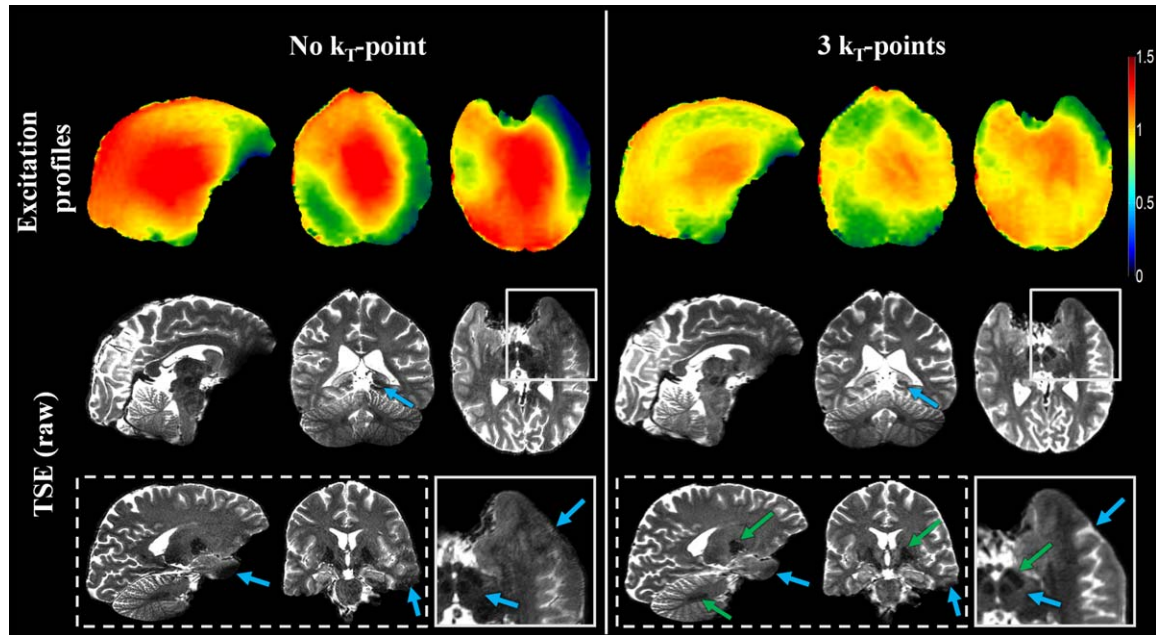 No kT-point
3 kT-points
Excitation
profiles
1.5
1
0.5
0
TSE (raw)